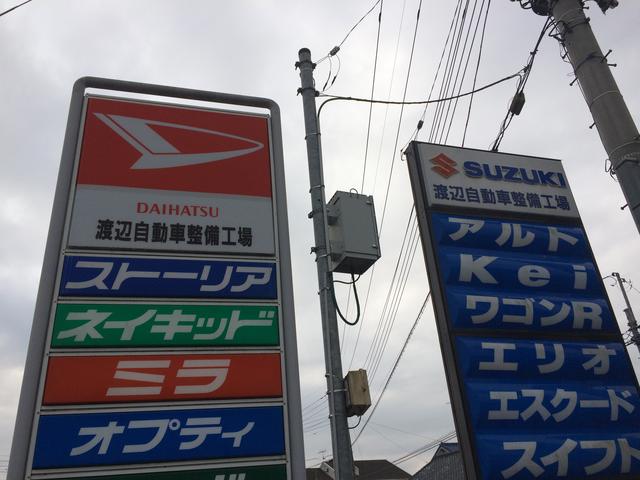 DAIHATSU
渡辺自動車整備工場
ストーリア
ネイキッド
ミラ
オプティ
SUZUKI
渡辺自動車整備工場
アルト
Kei
ワゴンR
エリオ
エスクード
スイフト